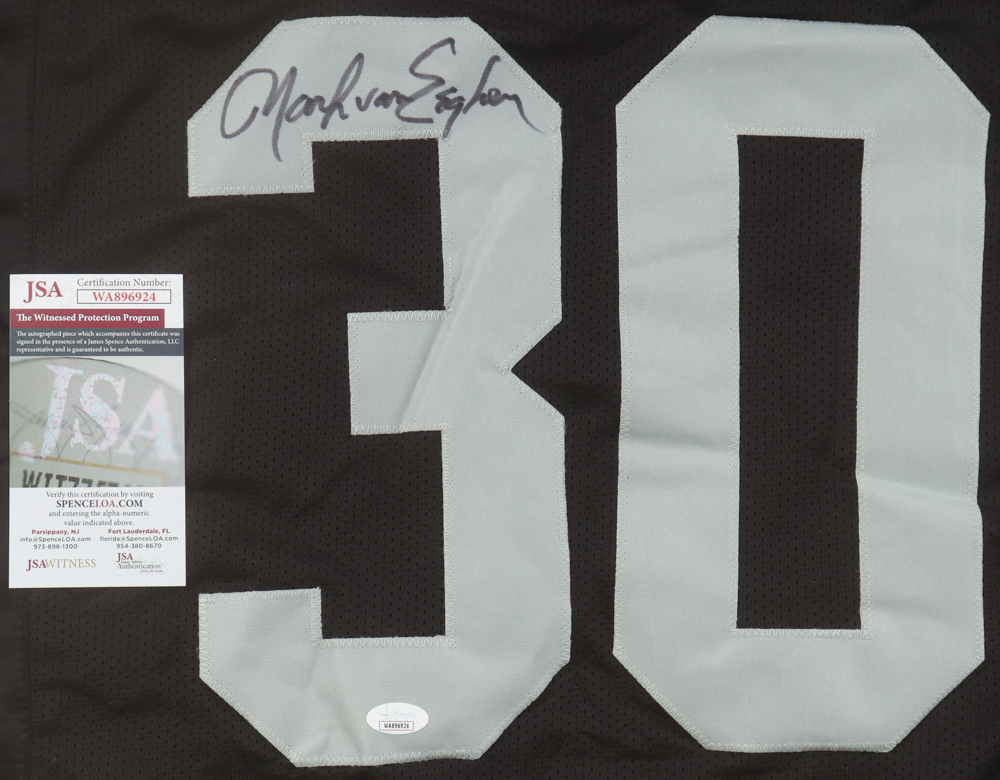 Mark van Eeghen
30
JSA
Certification Number:
WA896924
The Witnessed Protection Program
The autographed piece which accompanies this certificate was
signed in the presence of a James Spence Authentication, LLC
representative and is guaranteed to be authentic.
JSA
Verify this certification by visiting
SPENCELOA.COM
and entering the alpha-numeric
value indicated above.
Parsippany, NJ
info@SpenceLOA.com
973-898-1300
Fort Lauderdale, FL
florida@SpenceLOA.com
954-380-8670
JSAWITNESS
JSA
Authentication
WA896924